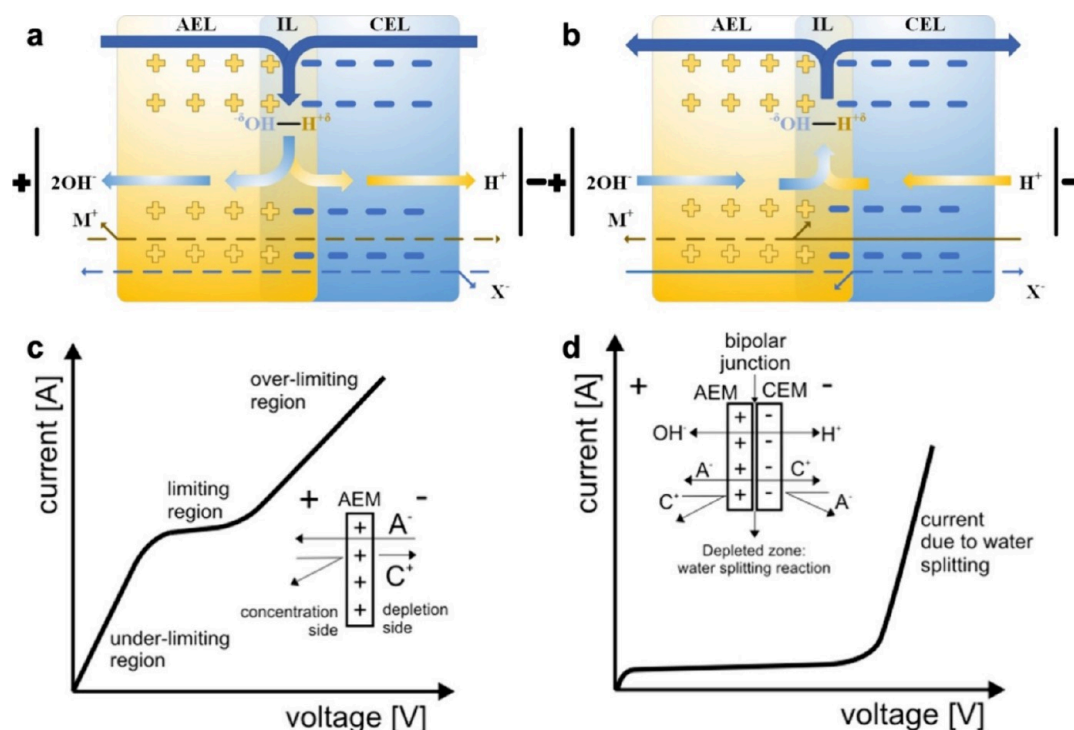 a
AEL IL CEL
-δOH — H+δ
+
2OH-
H+
-
M+
X-
b
AEL IL CEL
-δOH — H+δ
+
2OH-
H+
-
M+
X-
c
current [A]
over-limiting
region
limiting
region
under-limiting
region
+ AEM -
A-
C+
+
+
+
+
concentration
side
depletion
side
voltage [V]
d
current [A]
bipolar
junction
+ AEM CEM -
OH- + - H+
+ -
A- + - C+
C+ + - A-
Depleted zone:
water splitting reaction
current
due to water
splitting
voltage [V]